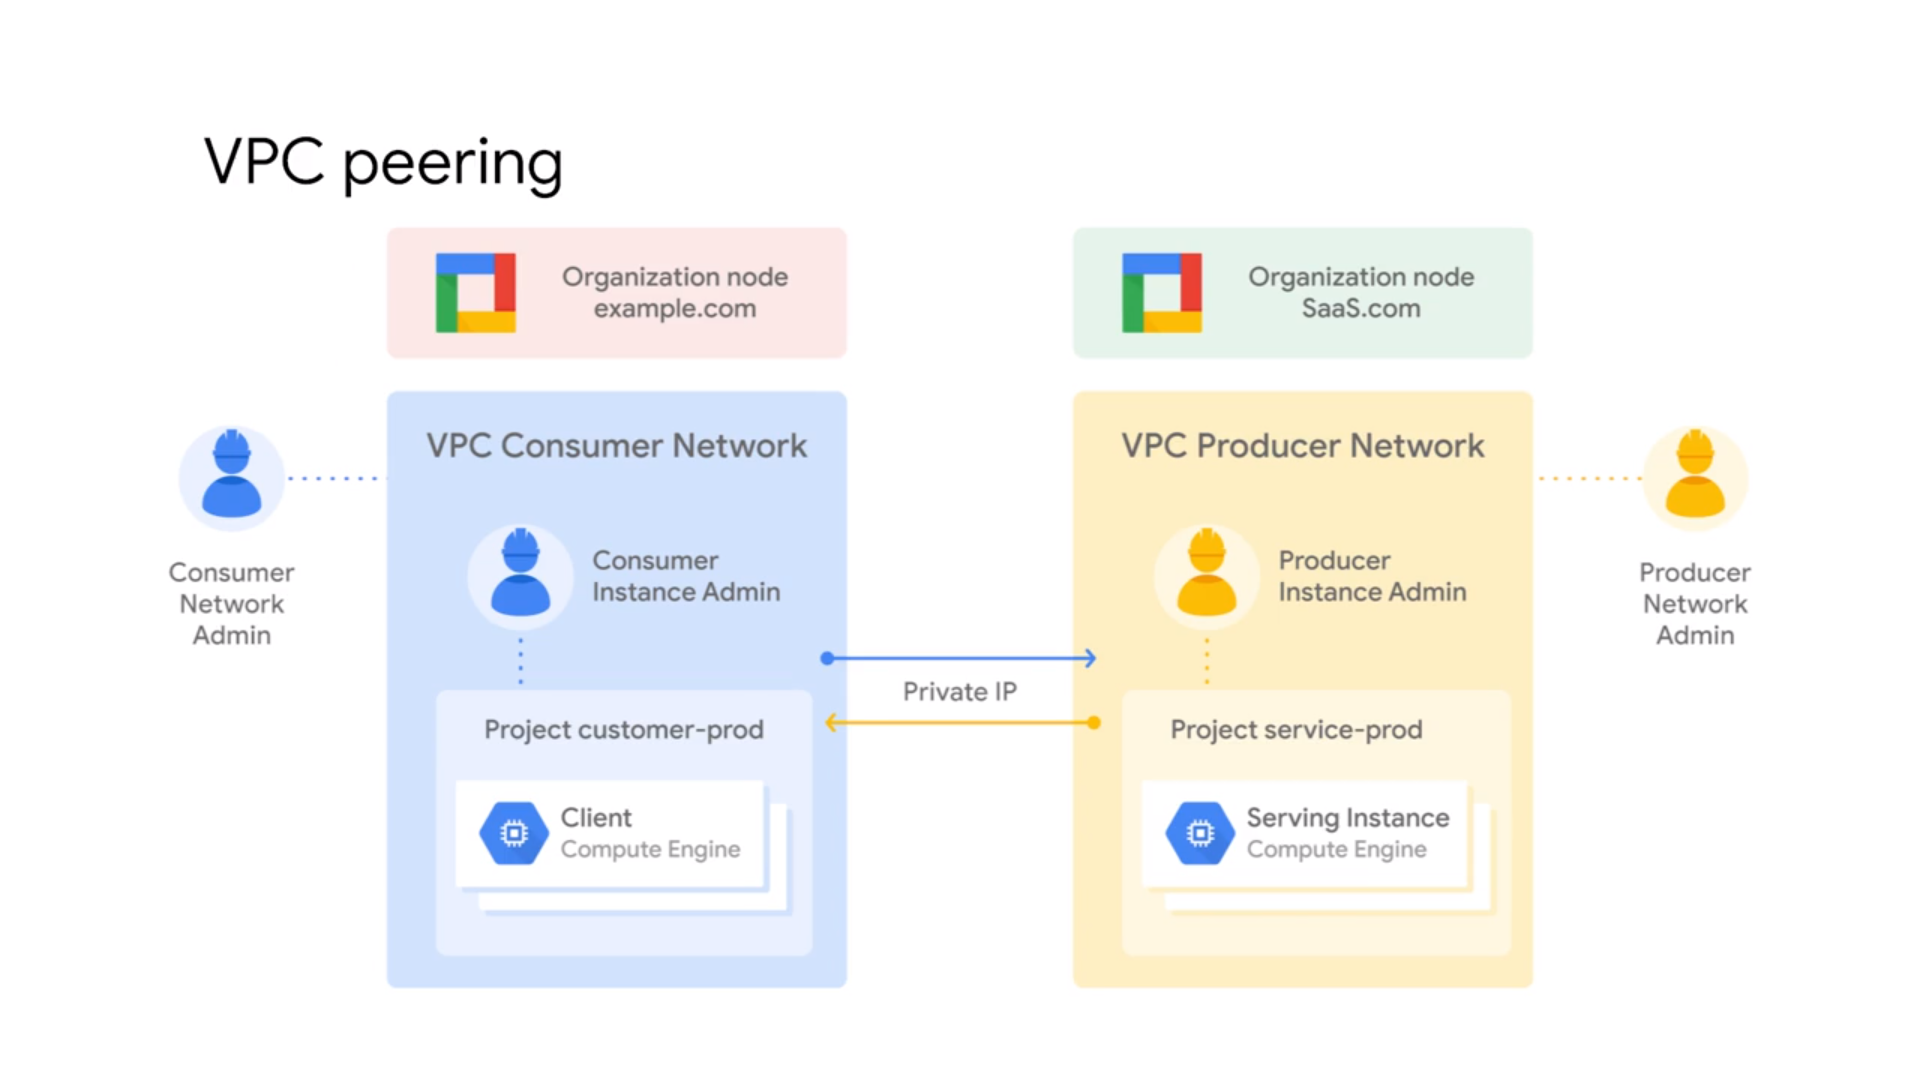 VPC peering
Organization node
example.com
Organization node
SaaS.com
VPC Consumer Network
VPC Producer Network
Consumer
Network
Admin
Consumer
Instance Admin
Producer
Instance Admin
Producer
Network
Admin
Private IP
Project customer-prod
Project service-prod
Client
Compute Engine
Serving Instance
Compute Engine